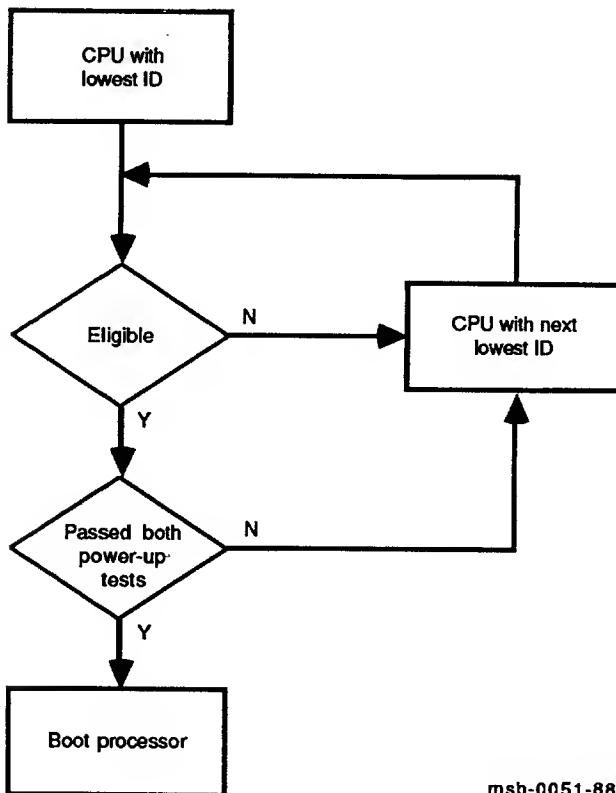 CPU with
lowest ID
Eligible
N
CPU with next
lowest ID
Y
Passed both
power-up
tests
N
Y
Boot processor
msb-0051-88